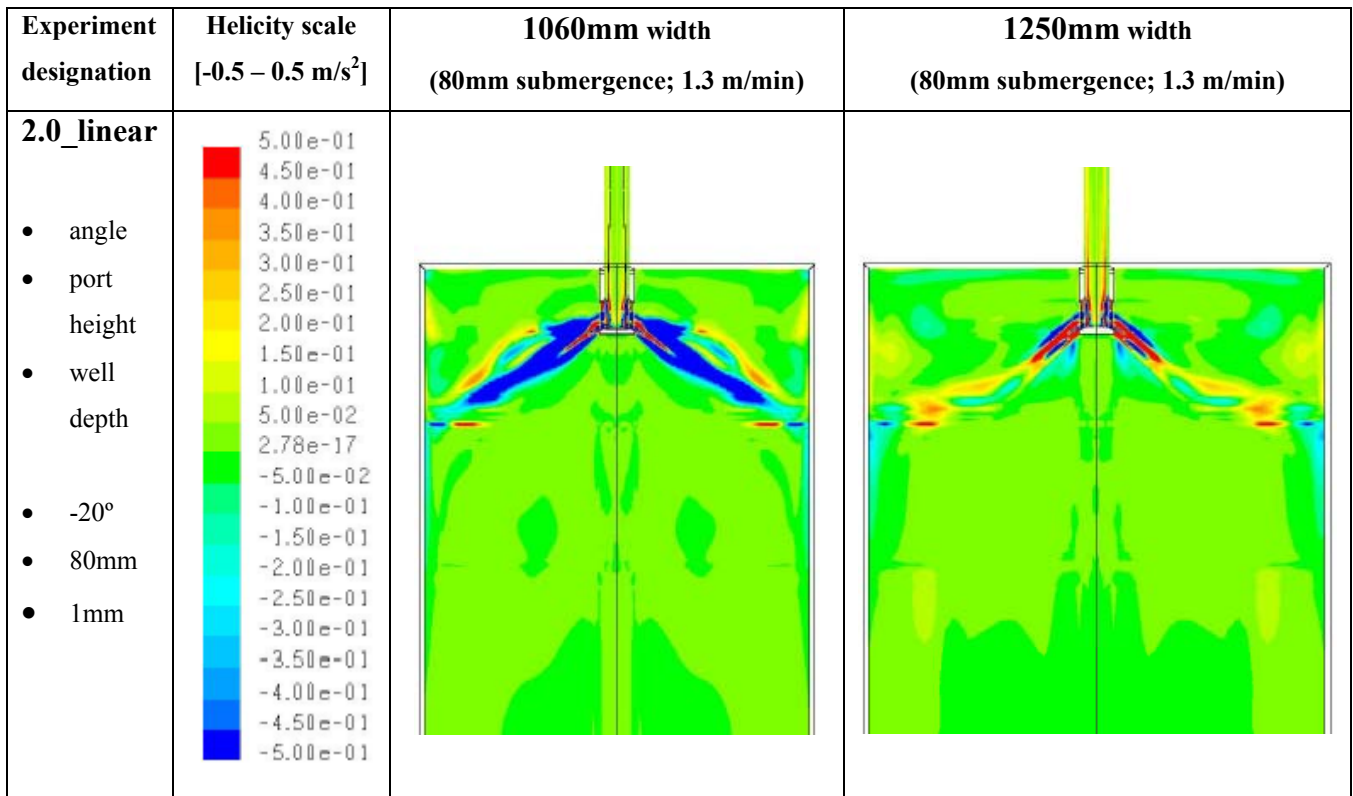 Experiment
designation
Helicity scale
[-0.5 – 0.5 m/s²]
1060mm width
(80mm submergence; 1.3 m/min)
1250mm width
(80mm submergence; 1.3 m/min)
2.0_linear
• angle
• port
height
• well
depth
• -20º
• 80mm
• 1mm
5.00e-01
4.50e-01
4.00e-01
3.50e-01
3.00e-01
2.50e-01
2.00e-01
1.50e-01
1.00e-01
5.00e-02
2.78e-17
-5.00e-02
-1.00e-01
-1.50e-01
-2.00e-01
-2.50e-01
-3.00e-01
-3.50e-01
-4.00e-01
-4.50e-01
-5.00e-01